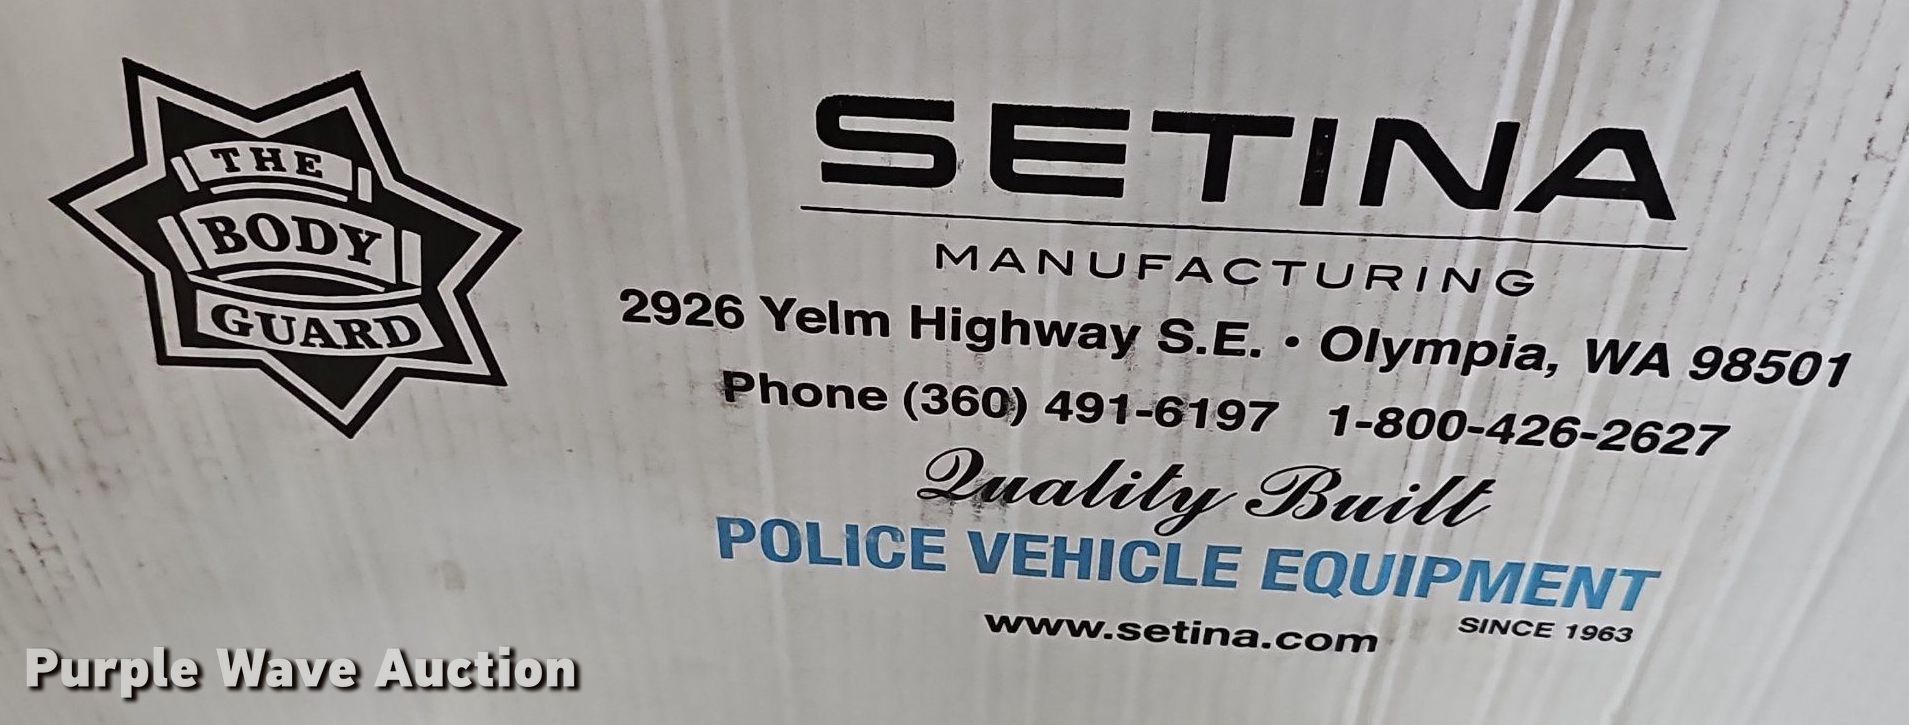 THE
BODY
GUARD
SETINA
MANUFACTURING
2926 Yelm Highway S.E. • Olympia, WA 98501
Phone (360) 491-6197 1-800-426-2627
Quality Built
POLICE VEHICLE EQUIPMENT
SINCE 1963
www.setina.com
Purple Wave Auction